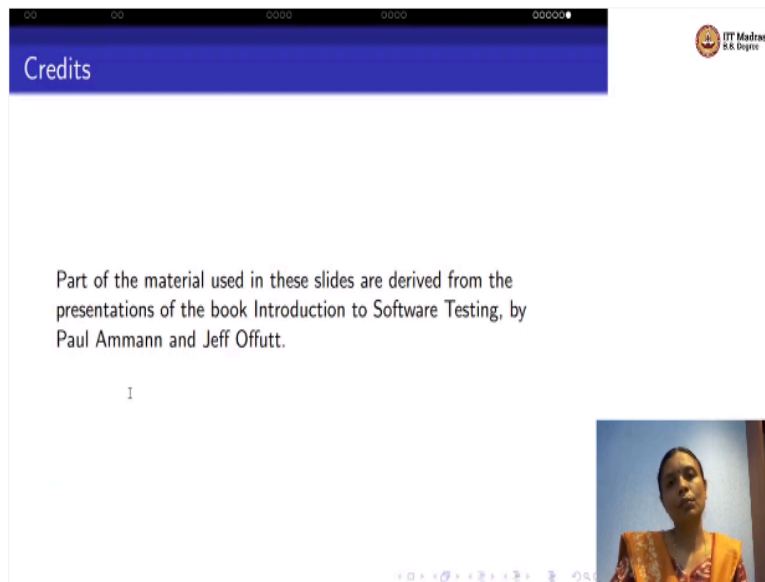 IIT Madras
B.S. Degree
Credits
Part of the material used in these slides are derived from the
presentations of the book Introduction to Software Testing, by
Paul Ammann and Jeff Offutt.